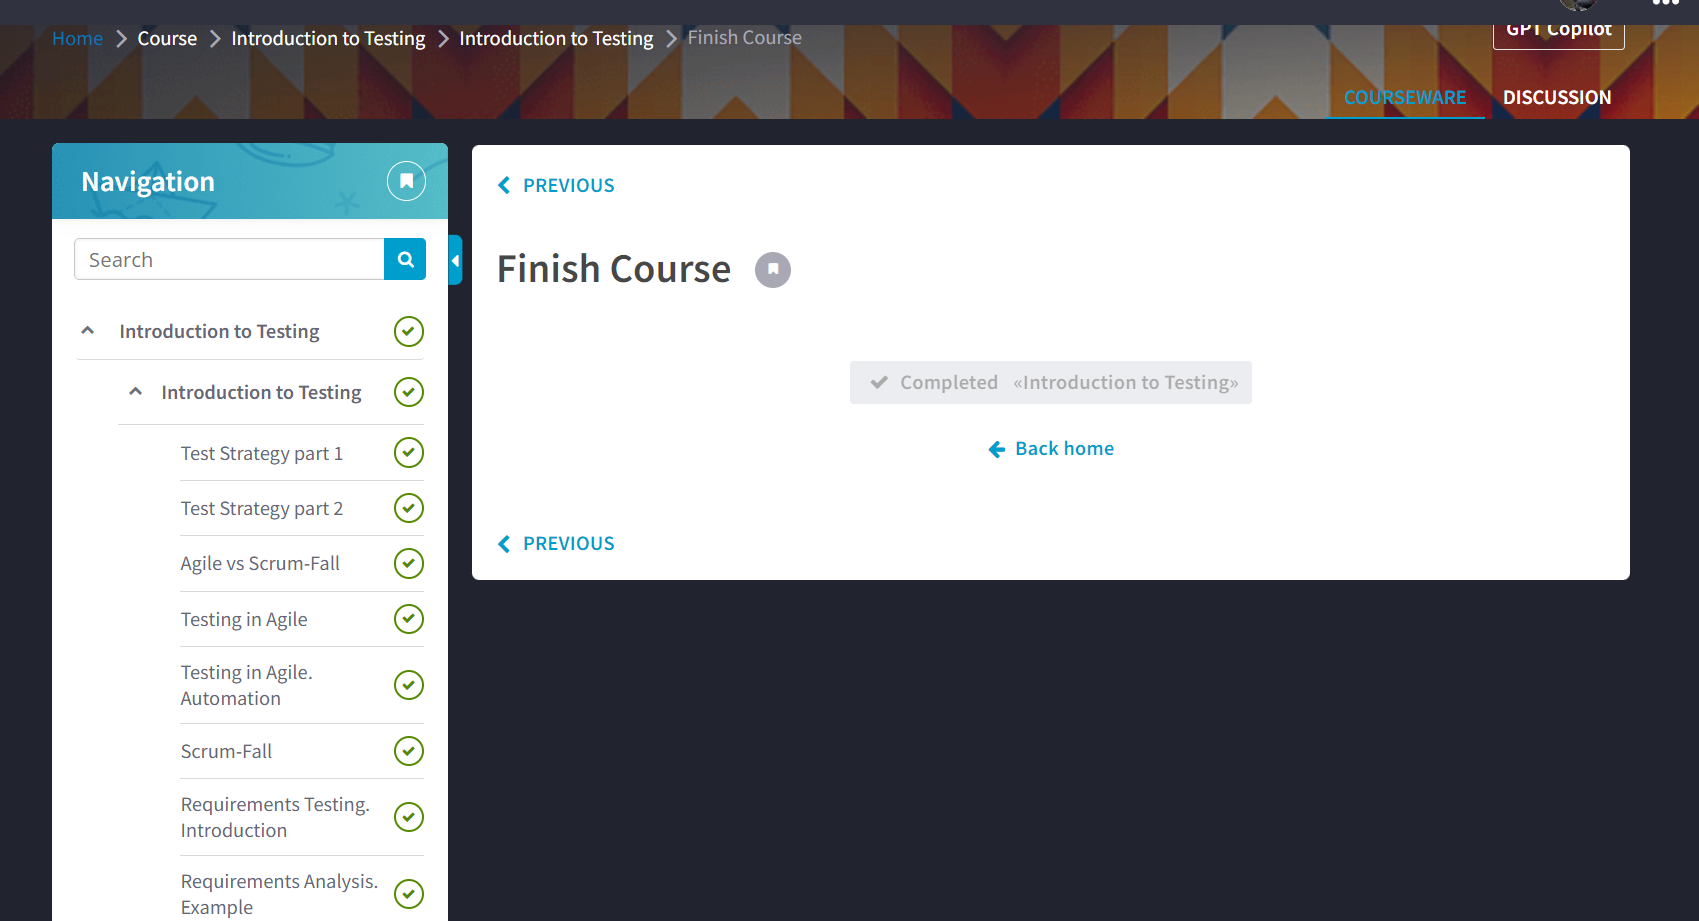 Home Course Introduction to Testing Introduction to Testing Finish Course
GPT Copilot
COURSEWARE DISCUSSION
Navigation
Search
Introduction to Testing
Introduction to Testing
Test Strategy part 1
Test Strategy part 2
Agile vs Scrum-Fall
Testing in Agile
Testing in Agile.
Automation
Scrum-Fall
Requirements Testing.
Introduction
Requirements Analysis.
Example
PREVIOUS
Finish Course
Completed «Introduction to Testing»
Back home
PREVIOUS